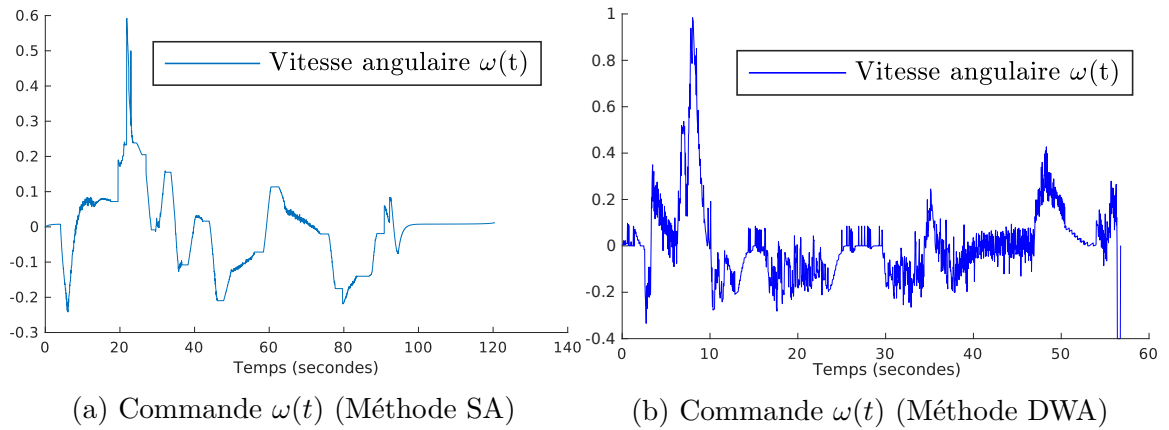 0.6
0.5
0.4
0.3
0.2
0.1
0
-0.1
-0.2
-0.3
0 20 40 60 80 100 120 140
Temps (secondes)
Vitesse angulaire ω(t)
(a) Commande ω(t) (Méthode SA)
1
0.8
0.6
0.4
0.2
0
-0.2
-0.4
0 10 20 30 40 50 60
Temps (secondes)
Vitesse angulaire ω(t)
(b) Commande ω(t) (Méthode DWA)